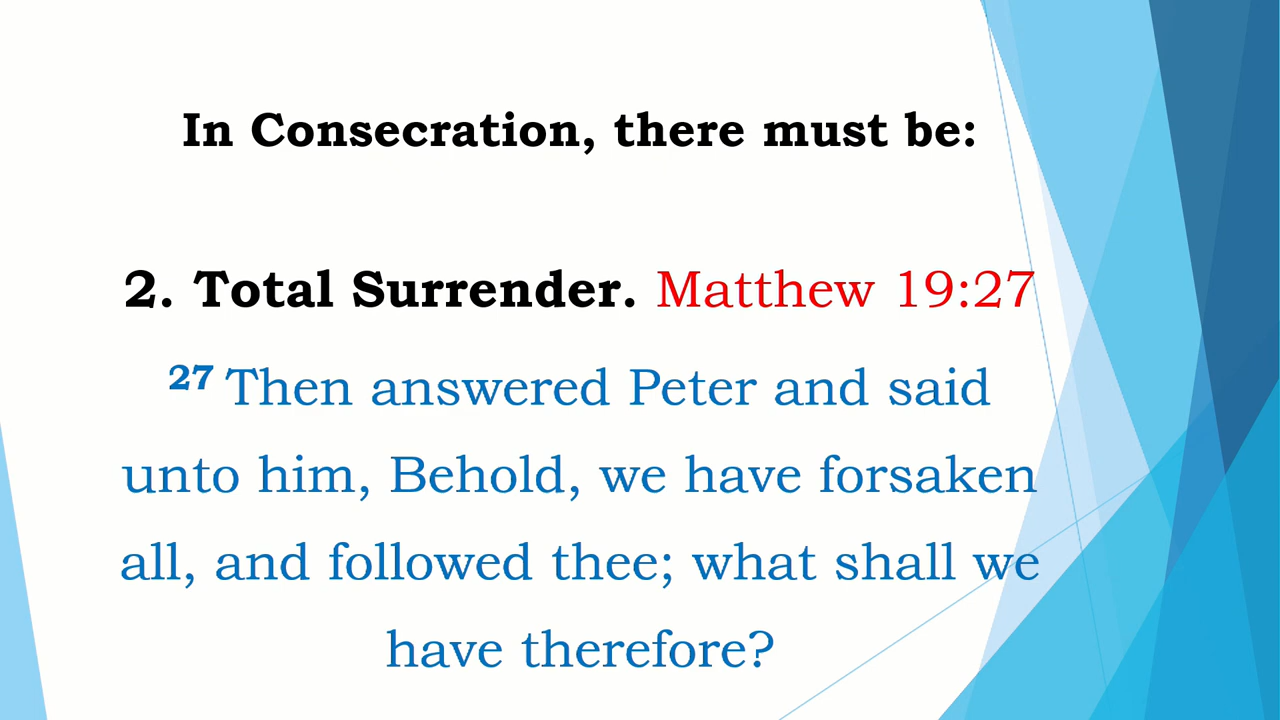 In Consecration, there must be:
2. Total Surrender. Matthew 19:27
27 Then answered Peter and said
unto him, Behold, we have forsaken
all, and followed thee; what shall we
have therefore?